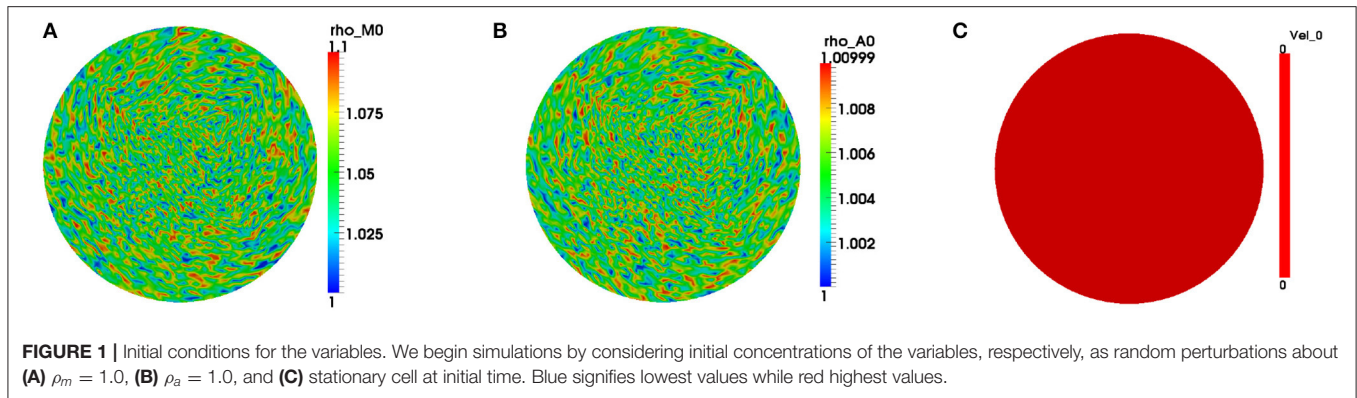 A
rho_M0
1.1
1.075
1.05
1.025
1
B
rho_A0
1.00999
1.008
1.006
1.004
1.002
1
C
Vel_0
0
0
FIGURE 1 | Initial conditions for the variables. We begin simulations by considering initial concentrations of the variables, respectively, as random perturbations about
(A) ρm = 1.0, (B) ρa = 1.0, and (C) stationary cell at initial time. Blue signifies lowest values while red highest values.